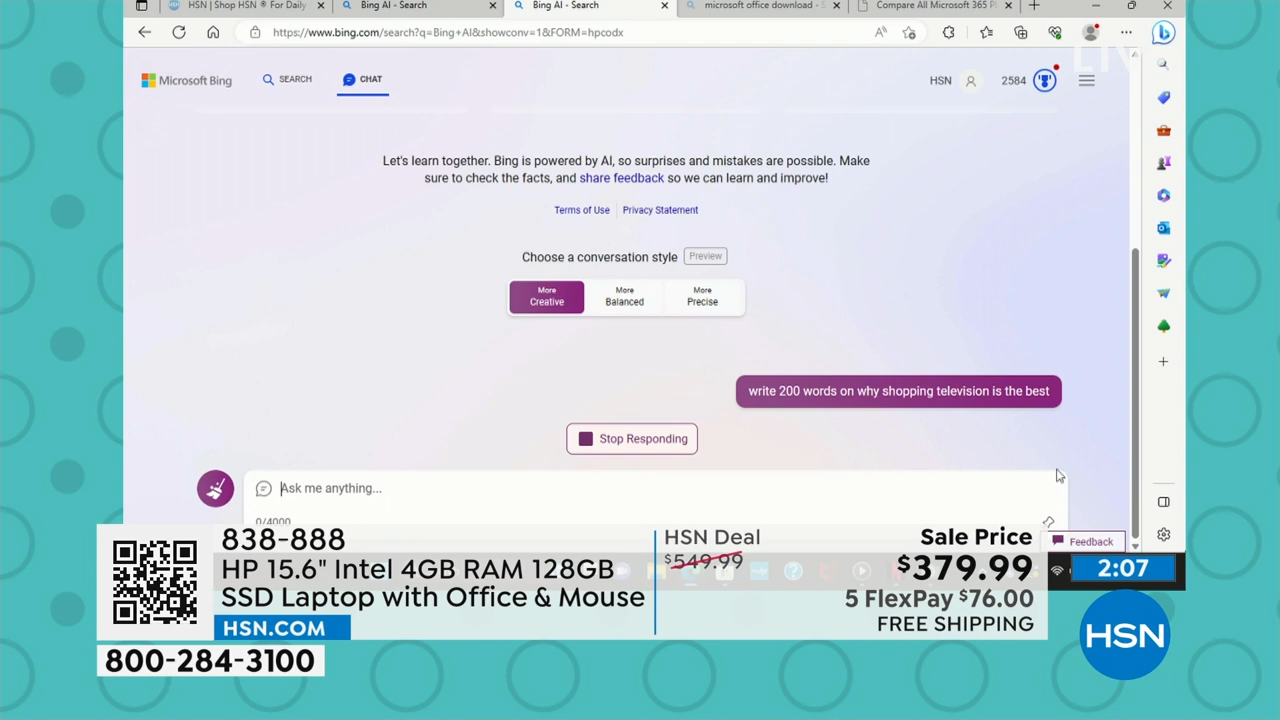 HSN | Shop HSN ® For Daily
Bing AI - Search
Bing AI - Search
microsoft office download - S
Compare All Microsoft 365 P
https://www.bing.com/search?q=Bing+AI&showconv=1&FORM=hpcodx
Microsoft Bing
SEARCH
CHAT
HSN
2584
Let's learn together. Bing is powered by AI, so surprises and mistakes are possible. Make
sure to check the facts, and share feedback so we can learn and improve!
Terms of Use
Privacy Statement
Choose a conversation style
Preview
More
Creative
More
Balanced
More
Precise
write 200 words on why shopping television is the best
Stop Responding
Ask me anything...
0/4000
Feedback
838-888
HP 15.6" Intel 4GB RAM 128GB
SSD Laptop with Office & Mouse
HSN.COM
800-284-3100
HSN Deal
$549.99
Sale Price
$379.99
5 FlexPay $76.00
FREE SHIPPING
2:07
HSN